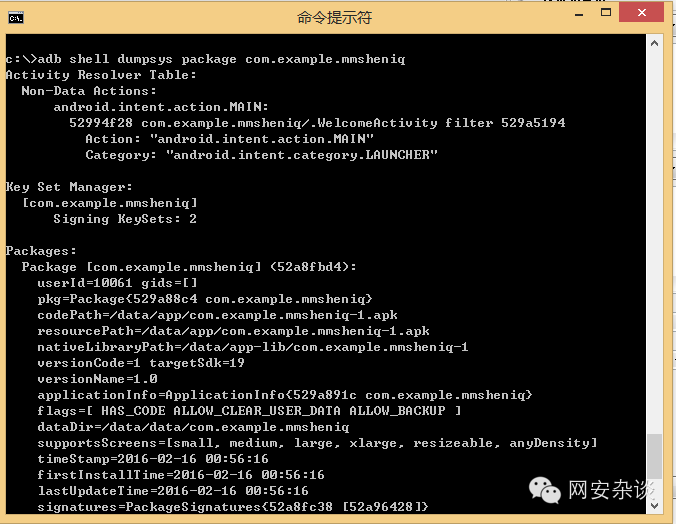 命令提示符
c:\>adb shell dumpsys package com.example.mmsheniq
Activity Resolver Table:
Non-Data Actions:
android.intent.action.MAIN:
52994f28 com.example.mmsheniq/.WelcomeActivity filter 529a5194
Action: "android.intent.action.MAIN"
Category: "android.intent.category.LAUNCHER"
Key Set Manager:
[com.example.mmsheniq]
Signing KeySets: 2
Packages:
Package [com.example.mmsheniq] (52a8fbd4):
userId=10061 gids=[]
pkg=Package{529a88c4 com.example.mmsheniq}
codePath=/data/app/com.example.mmsheniq-1.apk
resourcePath=/data/app/com.example.mmsheniq-1.apk
nativeLibraryPath=/data/app-lib/com.example.mmsheniq-1
versionCode=1 targetSdk=19
versionName=1.0
applicationInfo=ApplicationInfo{529a891c com.example.mmsheniq}
flags=[ HAS_CODE ALLOW_CLEAR_USER_DATA ALLOW_BACKUP ]
dataDir=/data/data/com.example.mmsheniq
supportsScreens=[small, medium, large, xlarge, resizeable, anyDensity]
timeStamp=2016-02-16 00:56:16
firstInstallTime=2016-02-16 00:56:16
lastUpdateTime=2016-02-16 00:56:16
signatures=PackageSignatures{52a8fc38 [52a96428]}
网安杂谈